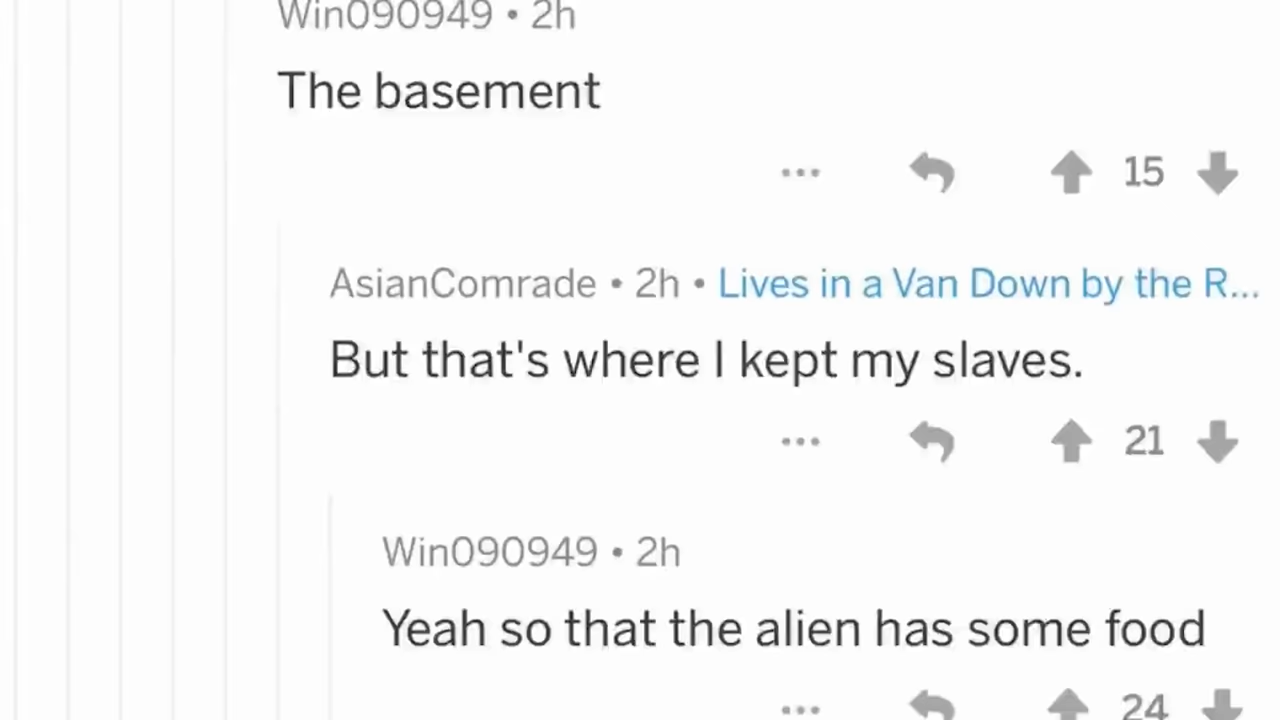 Win090949 • 2h
The basement
15
AsianComrade • 2h • Lives in a Van Down by the R...
But that's where I kept my slaves.
21
Win090949 • 2h
Yeah so that the alien has some food
24